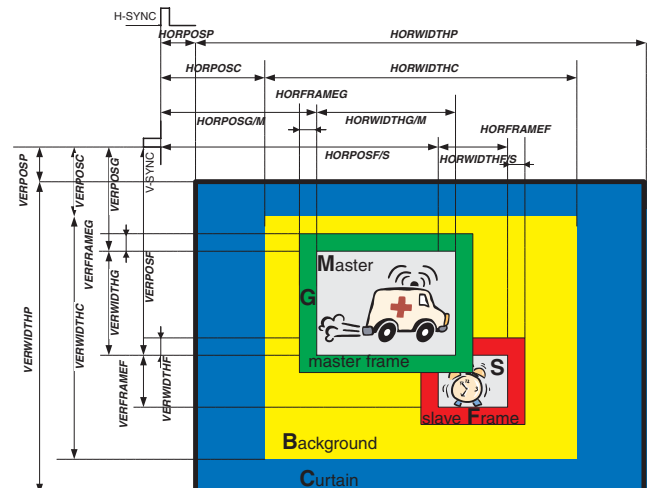 H-SYNC
HORPOSP
HORWIDTHP
HORPOSC
HORWIDTHC
HORFRAMEG
HORPOSG/M
HORWIDTHG/M
HORFRAMEF
HORPOSF/S
HORWIDTHF/S
V-SYNC
VERPOSP
VERPOSC
VERPOSG
VERFRAMEG
VERPOSF
VERWIDTHG
VERWIDTHC
VERWIDTHP
VERFRAMEF
VERWIDTHF
Master
G
master frame
S
slave Frame
Background
Curtain